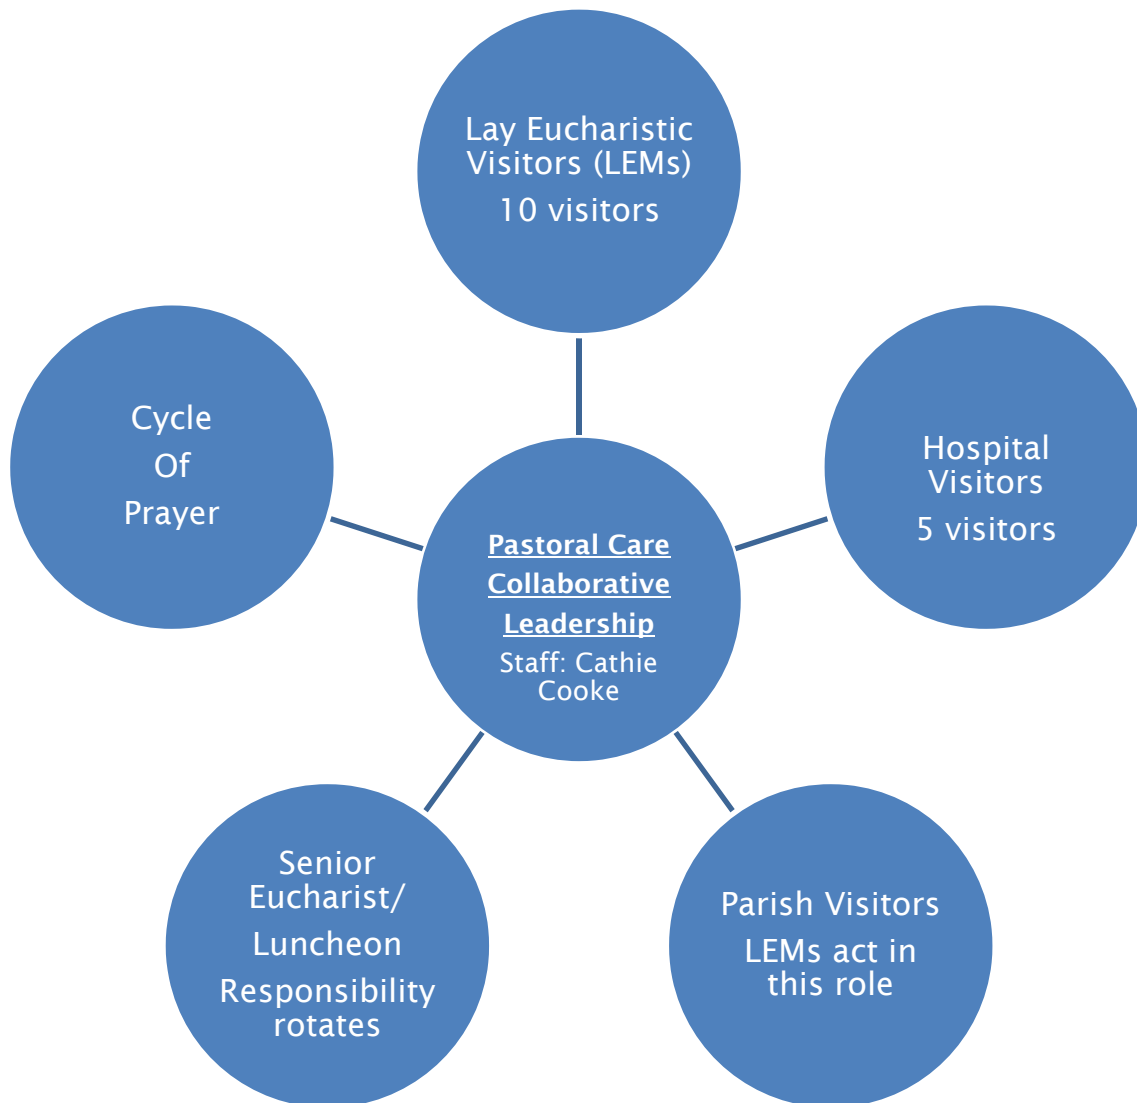 Lay Eucharistic
Visitors (LEMs)
10 visitors
Cycle
Of
Prayer
Hospital
Visitors
5 visitors
Pastoral Care
Collaborative
Leadership
Staff: Cathie
Cooke
Senior
Eucharist/
Luncheon
Responsibility
rotates
Parish Visitors
LEMs act in
this role